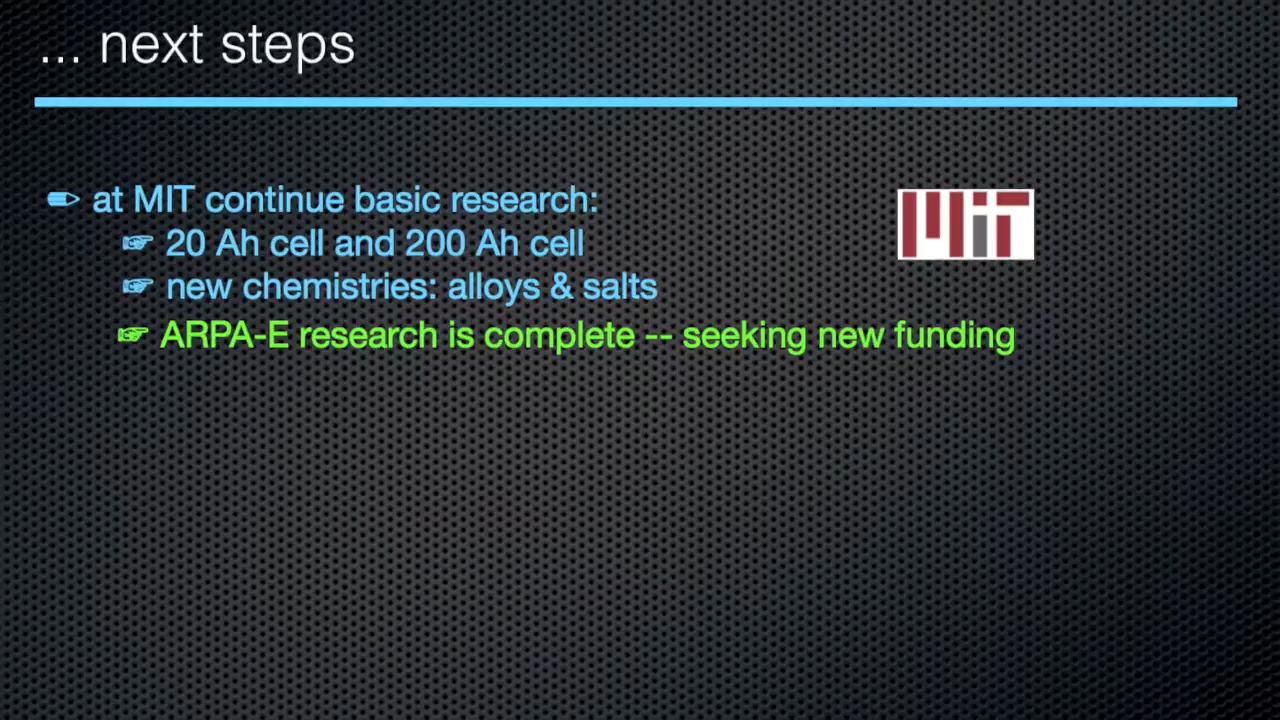 ... next steps
✏ at MIT continue basic research:
MIT
☞ 20 Ah cell and 200 Ah cell
☞ new chemistries: alloys & salts
☞ ARPA-E research is complete -- seeking new funding